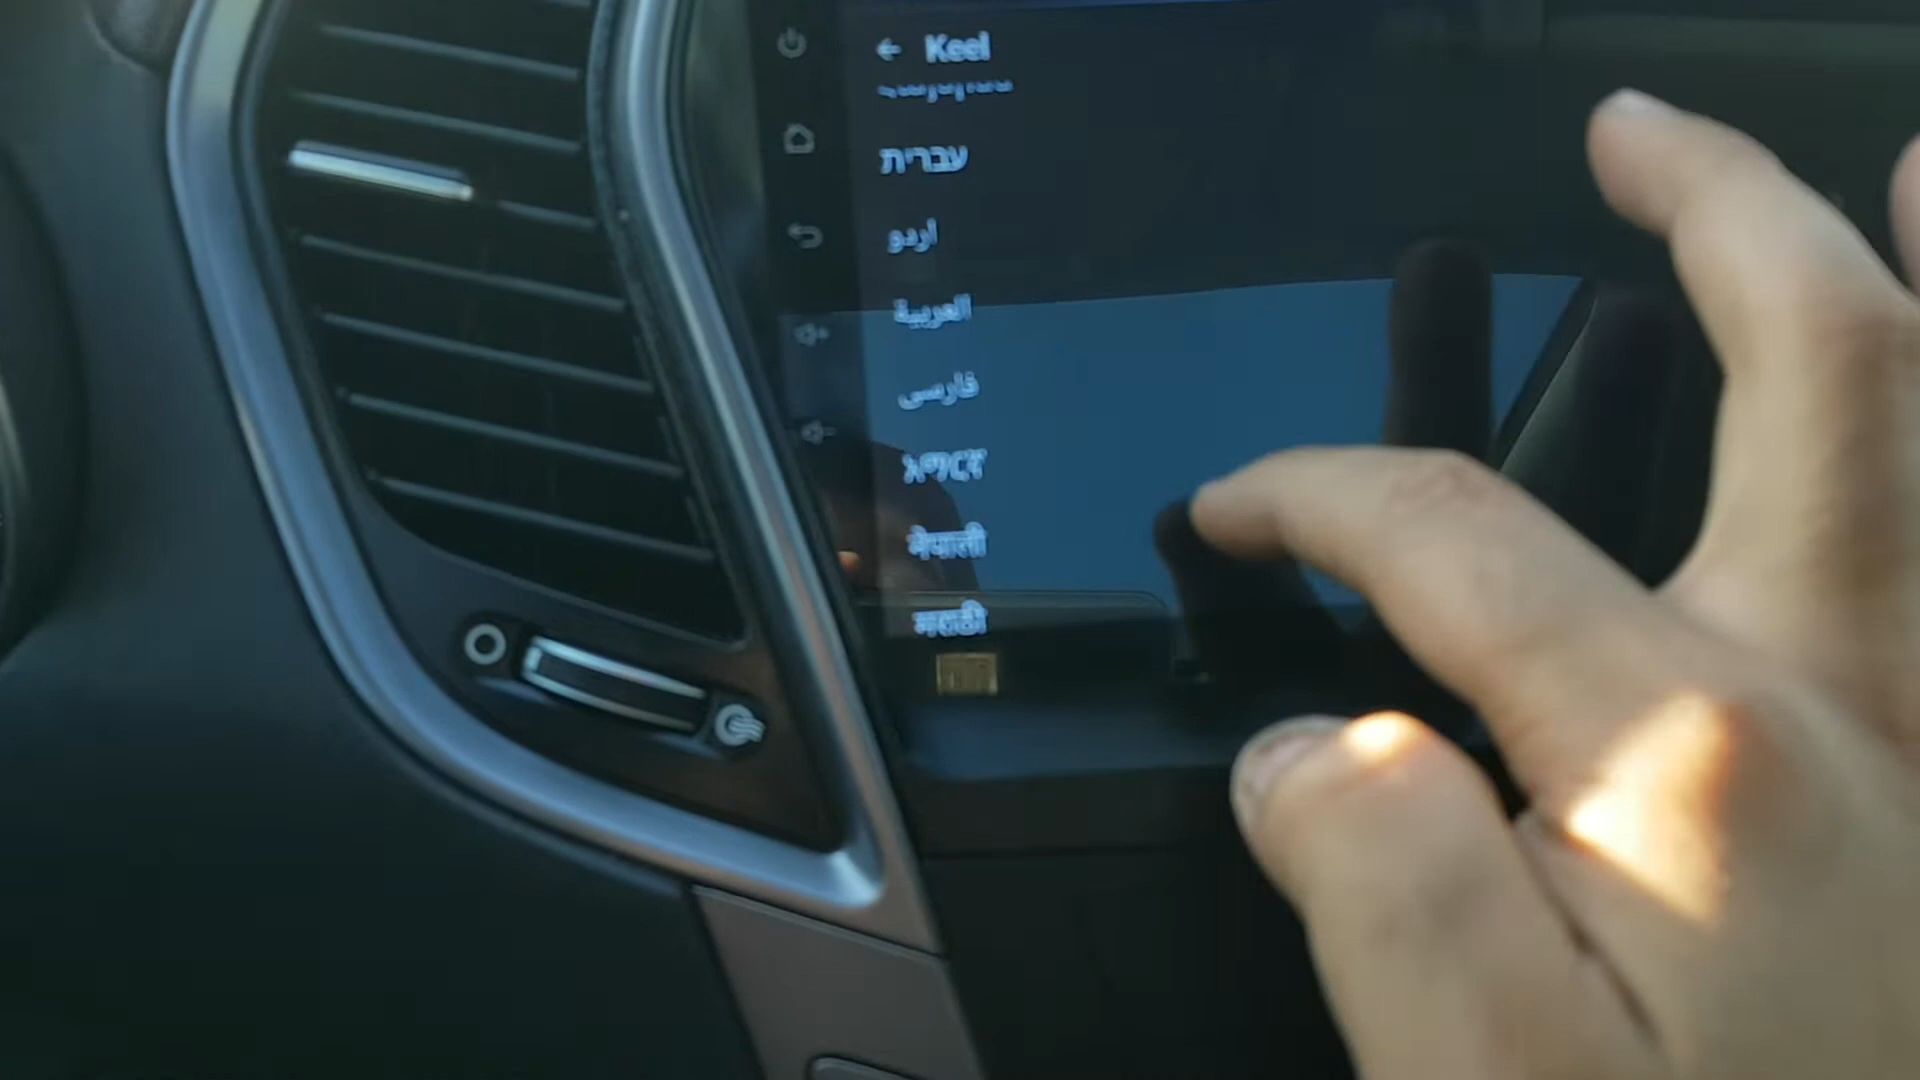 Keel
עברית
اردو
العربية
فارسی
አማርኛ
नेपाली
मराठी